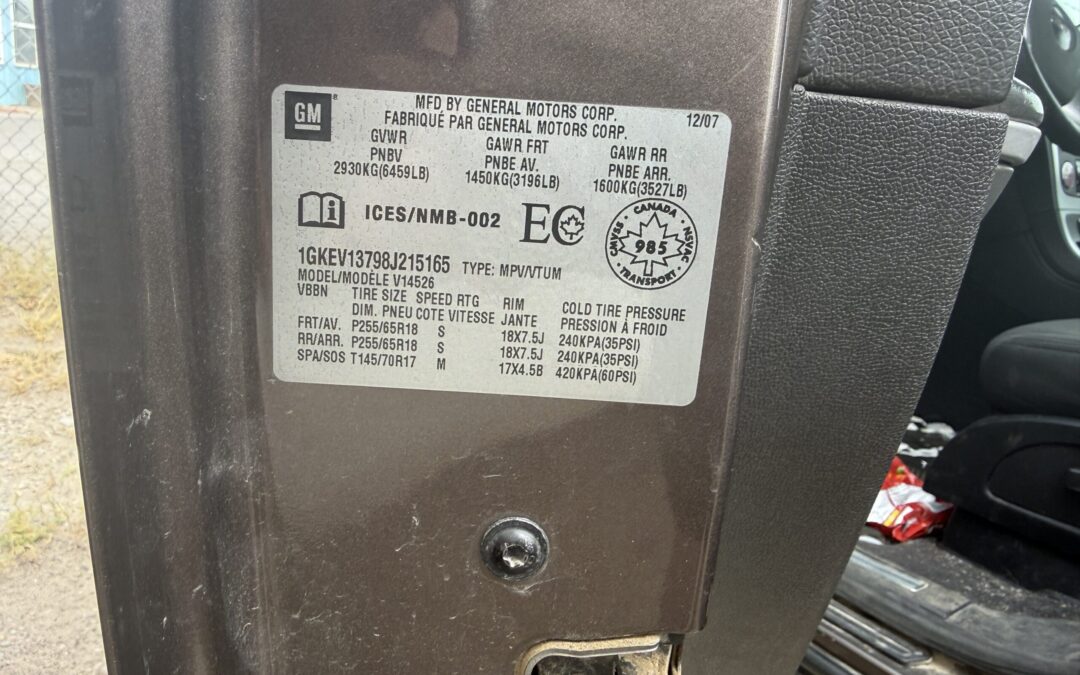 GM
MFD BY GENERAL MOTORS CORP. 12/07
FABRIQUÉ PAR GENERAL MOTORS CORP.
GVWR GAWR FRT GAWR RR
PNBV PNBE AV. PNBE ARR.
2930KG(6459LB) 1450KG(3196LB) 1600KG(3527LB)
ICES/NMB-002 EC
CANADA
CMVSS 985 NSVAC
TRANSPORT
1GKEV13798J215165 TYPE: MPV/VTUM
MODEL/MODÈLE V14526
VBBN TIRE SIZE SPEED RTG RIM COLD TIRE PRESSURE
DIM. PNEU COTE VITESSE JANTE PRESSION À FROID
FRT/AV. P255/65R18 S 18X7.5J 240KPA(35PSI)
RR/ARR. P255/65R18 S 18X7.5J 240KPA(35PSI)
SPA/SOS T145/70R17 M 17X4.5B 420KPA(60PSI)